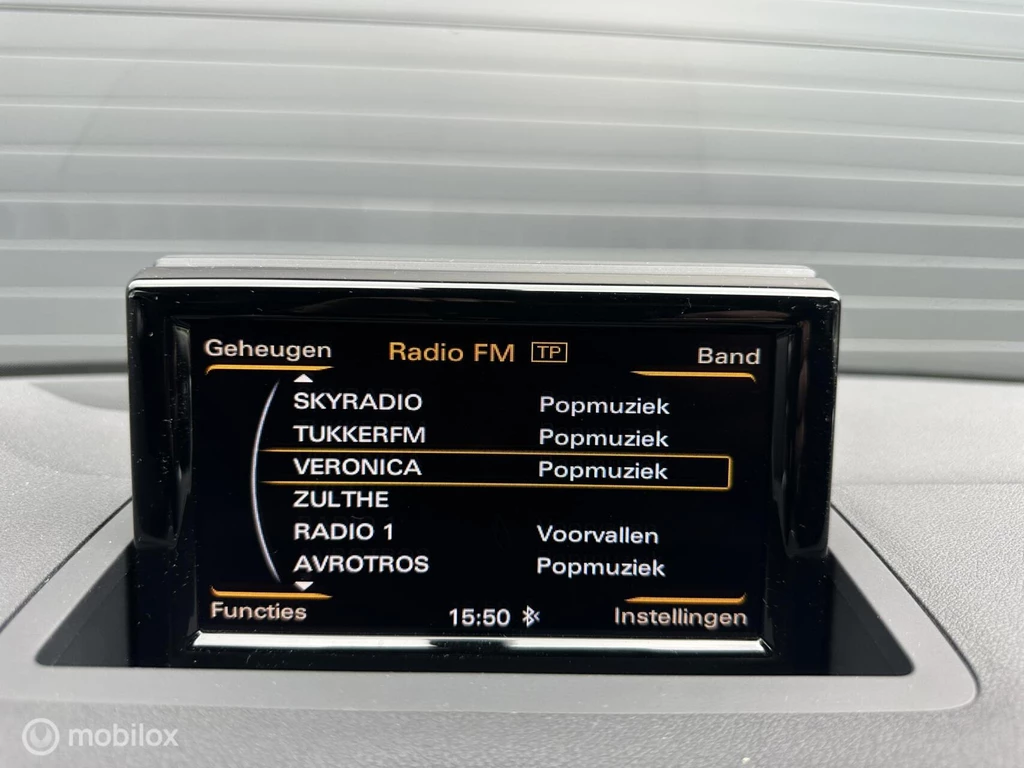 Geheugen Radio FM TP Band
SKYRADIO Popmuziek
TUKKERFM Popmuziek
VERONICA Popmuziek
ZULTHE
RADIO 1 Voorvallen
AVROTROS Popmuziek
Functies 15:50 Instellingen
mobilox